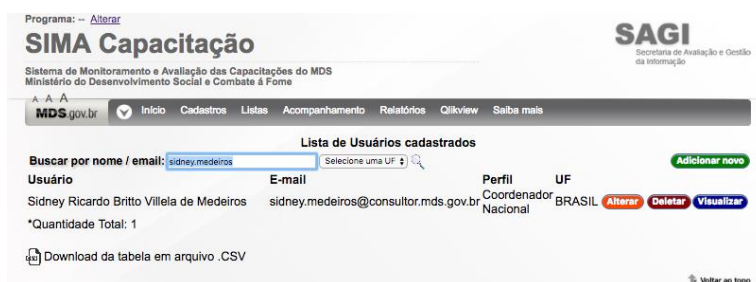 Programa: -- Alterar
SIMA Capacitação
SAGI
Secretaria de Avaliação e Gestão
da Informação
Sistema de Monitoramento e Avaliação das Capacitações do MDS
Ministério do Desenvolvimento Social e Combate á Fome
A A A
MDS.gov.br Início Cadastros Listas Acompanhamento Relatórios Qlikview Saiba mais
Lista de Usuários cadastrados
Buscar por nome / email: sidney.medeiros Selecione uma UF Adicionar novo
Usuário E-mail Perfil UF
Sidney Ricardo Britto Villela de Medeiros sidney.medeiros@consultor.mds.gov.br Coordenador Nacional BRASIL Alterar Deletar Visualizar
*Quantidade Total: 1
Download da tabela em arquivo .CSV
Voltar ao topo